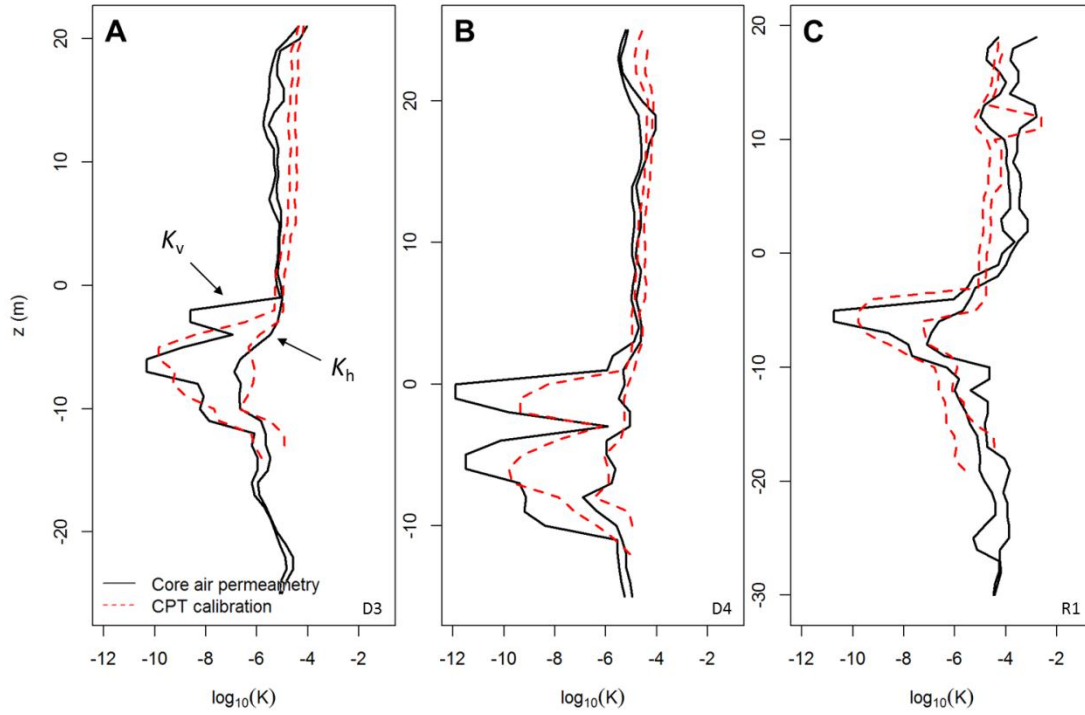 A
B
C
20
10
0
-10
-20
z (m)
20
10
0
-10
20
10
0
-10
-20
-30
Kv
Kh
Core air permeametry
CPT calibration
D3
D4
R1
-12 -10 -8 -6 -4 -2
-12 -10 -8 -6 -4 -2
-12 -10 -8 -6 -4 -2
log10(K)
log10(K)
log10(K)